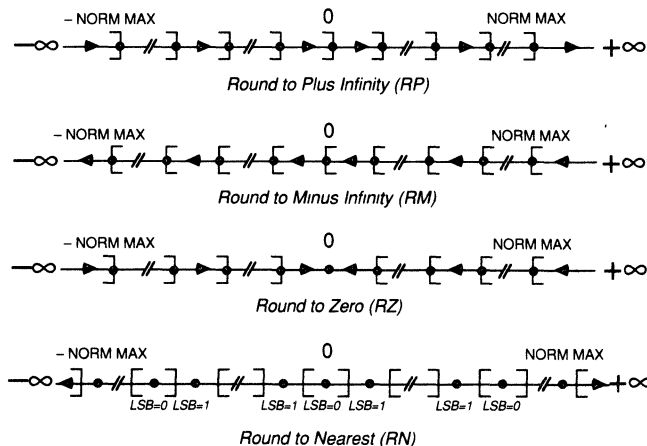 – NORM MAX 0 NORM MAX
–∞ +∞
Round to Plus Infinity (RP)
– NORM MAX 0 NORM MAX
–∞ +∞
Round to Minus Infinity (RM)
– NORM MAX 0 NORM MAX
–∞ +∞
Round to Zero (RZ)
– NORM MAX 0 NORM MAX
–∞ +∞
LSB=0 LSB=1 LSB=1 LSB=0 LSB=1 LSB=1 LSB=0
Round to Nearest (RN)